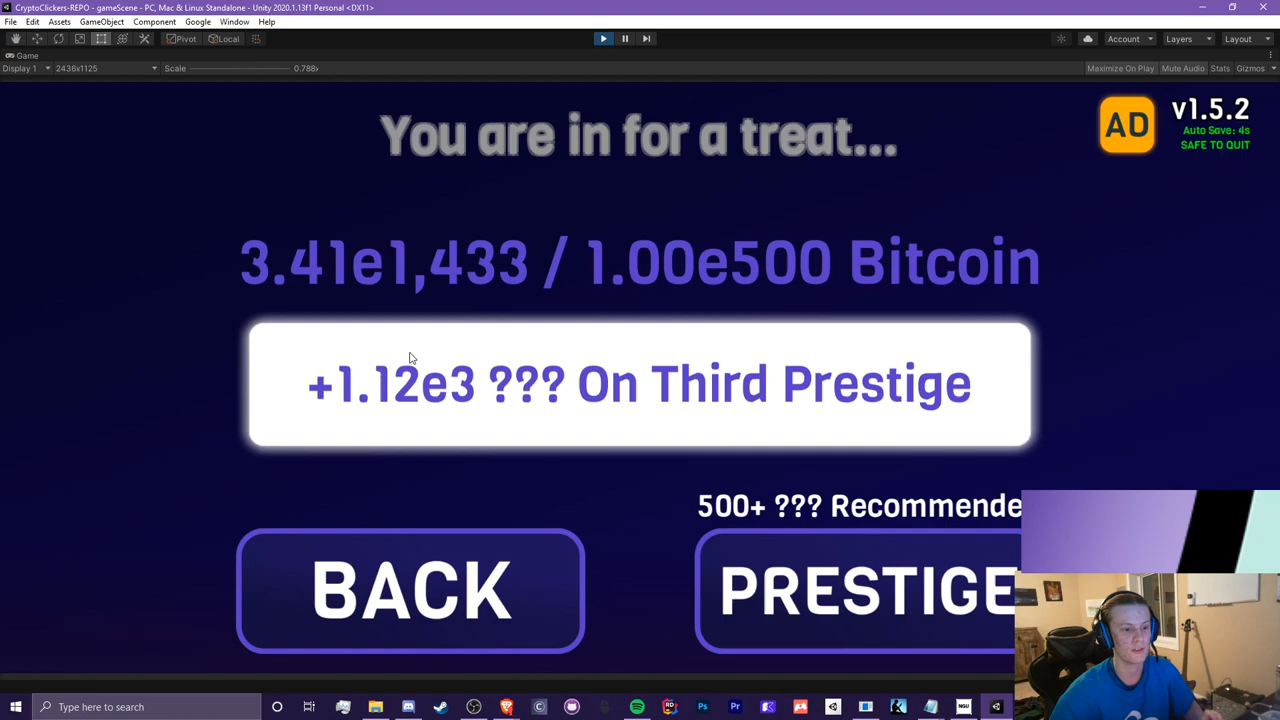 CryptoClickers-REPO - gameScene - PC, Mac & Linux Standalone - Unity 2020.1.13f1 Personal <DX11>
File Edit Assets GameObject Component Google Window Help
Pivot Local Account Layers Layout
Game
Display 1 2436x1125 Scale 0.788x Maximize On Play Mute Audio Stats Gizmos
You are in for a treat...
AD
v1.5.2
Auto Save: 4s
SAFE TO QUIT
3.41e1,433 / 1.00e500 Bitcoin
+1.12e3 ??? On Third Prestige
500+ ??? Recommende
BACK
PRESTIGE
Type here to search